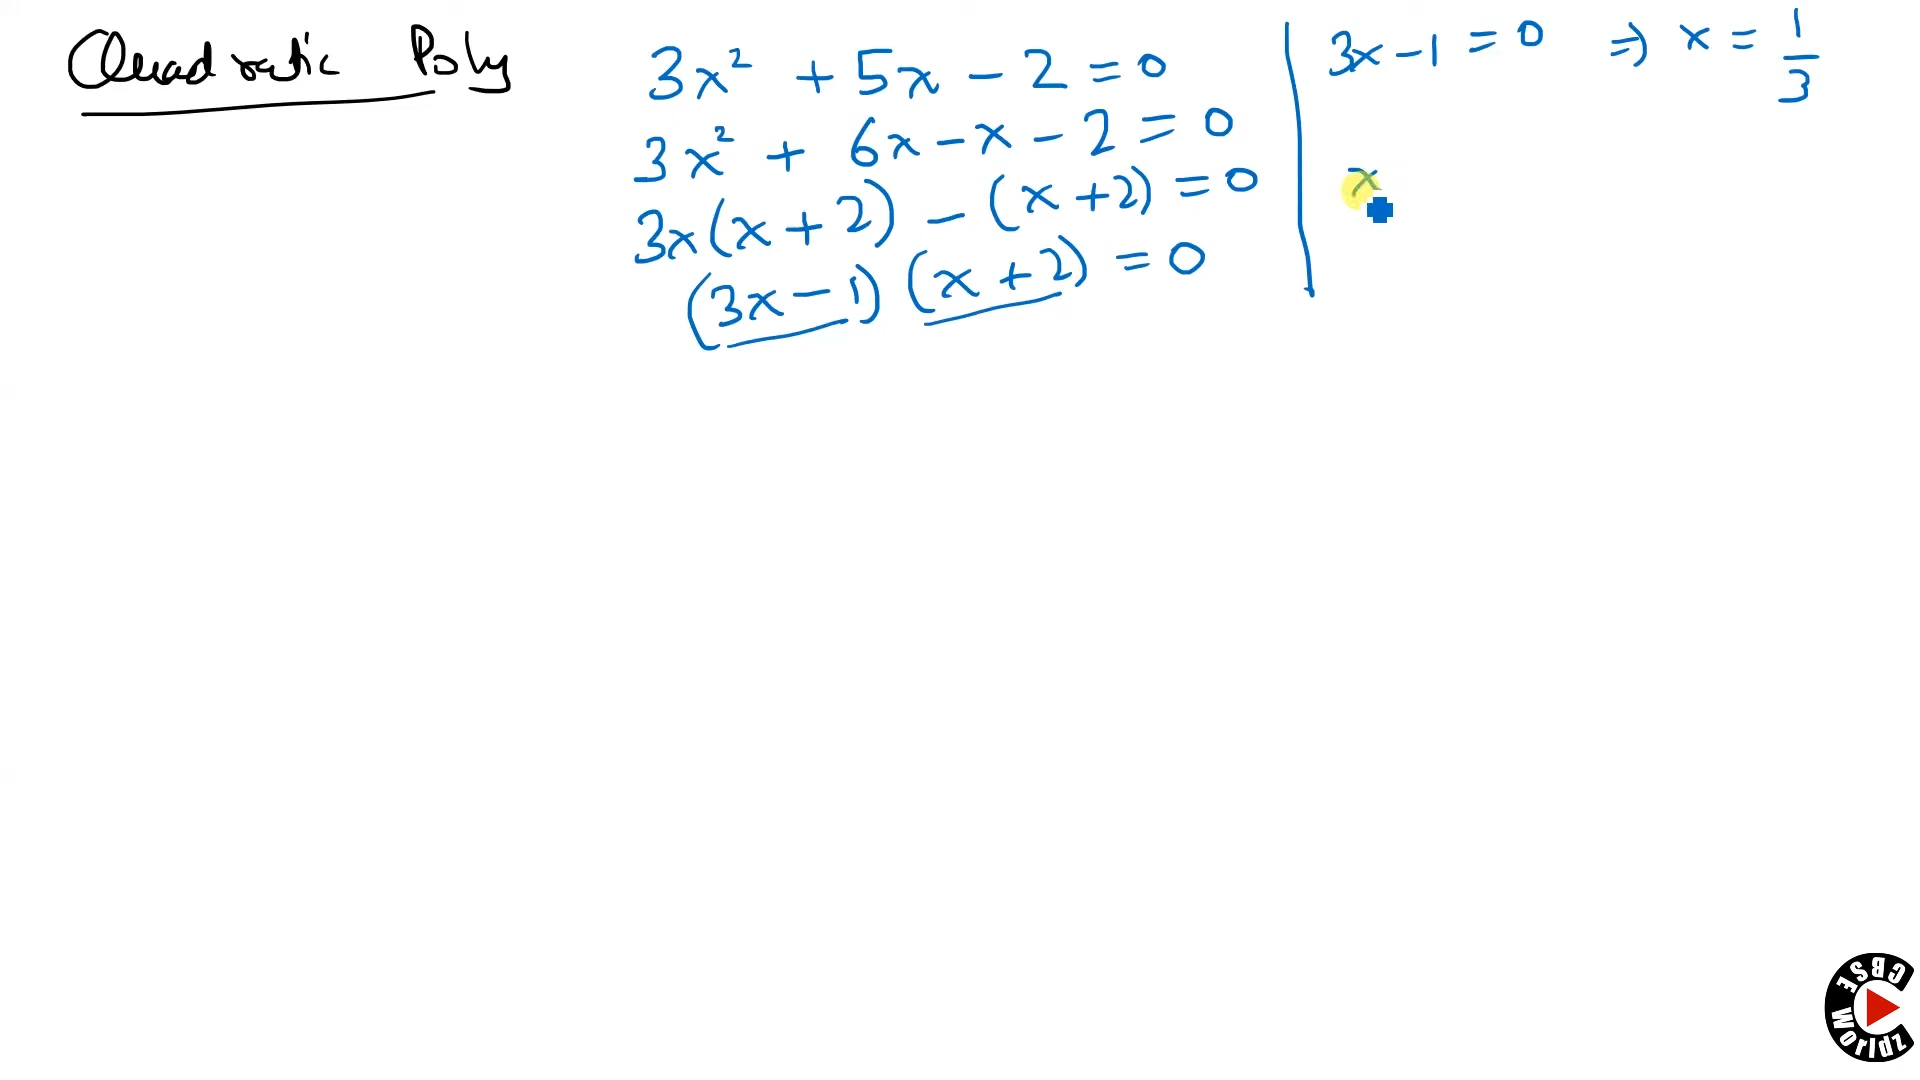 Quadratic Poly
3x² + 5x - 2 = 0
3x² + 6x - x - 2 = 0
3x(x + 2) - (x + 2) = 0
(3x - 1)(x + 2) = 0
3x - 1 = 0 ⇒ x = 1/3
x
CBSE Worldz